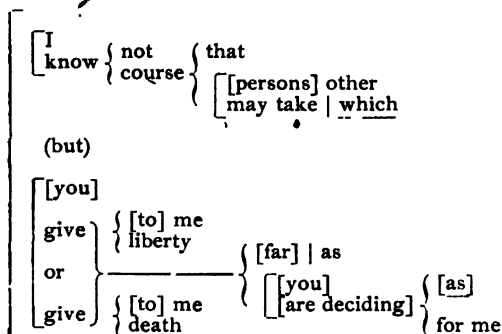 I
know not that
course [persons] other
may take | which
(but)
[you]
give [to] me
liberty
or [far] | as
[you] [as]
are deciding]
give [to] me for me
death